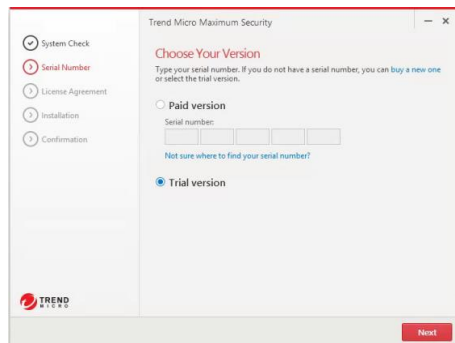 Trend Micro Maximum Security
System Check
Serial Number
License Agreement
Installation
Confirmation
Choose Your Version
Type your serial number. If you do not have a serial number, you can buy a new one
or select the trial version.
Paid version
Serial number:
Not sure where to find your serial number?
Trial version
TREND
MICRO
Next